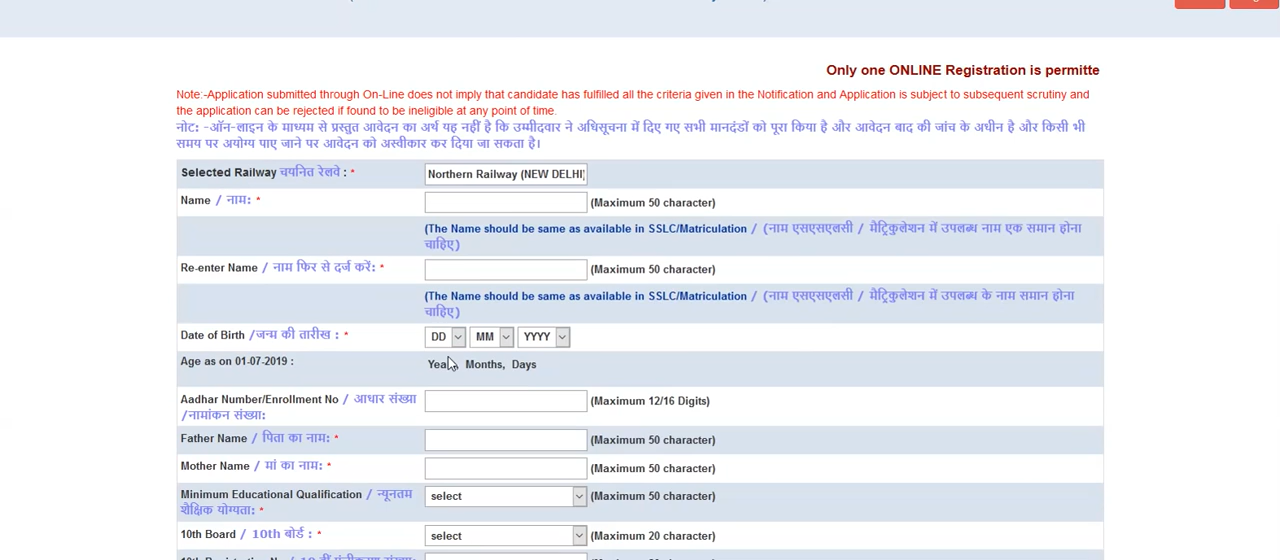 Only one ONLINE Registration is permitte
Note:-Application submitted through On-Line does not imply that candidate has fulfilled all the criteria given in the Notification and Application is subject to subsequent scrutiny and
the application can be rejected if found to be ineligible at any point of time.
नोट: -ऑन-लाइन के माध्यम से प्रस्तुत आवेदन का अर्थ यह नहीं है कि उम्मीदवार ने अधिसूचना में दिए गए सभी मानदंडों को पूरा किया है और आवेदन बाद की जांच के अधीन है और किसी भी
समय पर अयोग्य पाए जाने पर आवेदन को अस्वीकार कर दिया जा सकता है।
Selected Railway चयनित रेलवे : * Northern Railway (NEW DELHI)
Name / नाम: * (Maximum 50 character)
(The Name should be same as available in SSLC/Matriculation / (नाम एसएसएलसी / मैट्रिकुलेशन में उपलब्ध नाम एक समान होना
चाहिए)
Re-enter Name / नाम फिर से दर्ज करें: * (Maximum 50 character)
(The Name should be same as available in SSLC/Matriculation / (नाम एसएसएलसी / मैट्रिकुलेशन में उपलब्ध के नाम समान होना
चाहिए)
Date of Birth /जन्म की तारीख : * DD MM YYYY
Age as on 01-07-2019 : Months, Days
Aadhar Number/Enrollment No / आधार संख्या (Maximum 12/16 Digits)
/नामांकन संख्या:
Father Name / पिता का नाम: * (Maximum 50 character)
Mother Name / मां का नाम: * (Maximum 50 character)
Minimum Educational Qualification / न्यूनतम select (Maximum 50 character)
शैक्षिक योग्यता: *
10th Board / 10th बोर्ड : * select (Maximum 20 character)